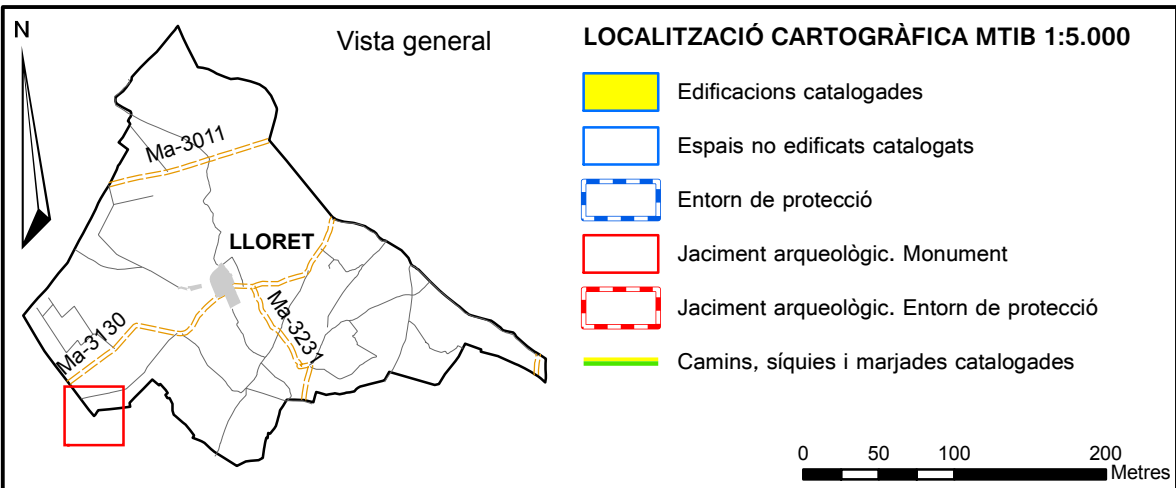 N
Vista general
Ma-3011
LLORET
Ma-3130
Ma-3231
LOCALITZACIÓ CARTOGRÀFICA MTIB 1:5.000
Edificacions catalogades
Espais no edificats catalogats
Entorn de protecció
Jaciment arqueològic. Monument
Jaciment arqueològic. Entorn de protecció
Camins, síquies i marjades catalogades
0 50 100 200
Metres